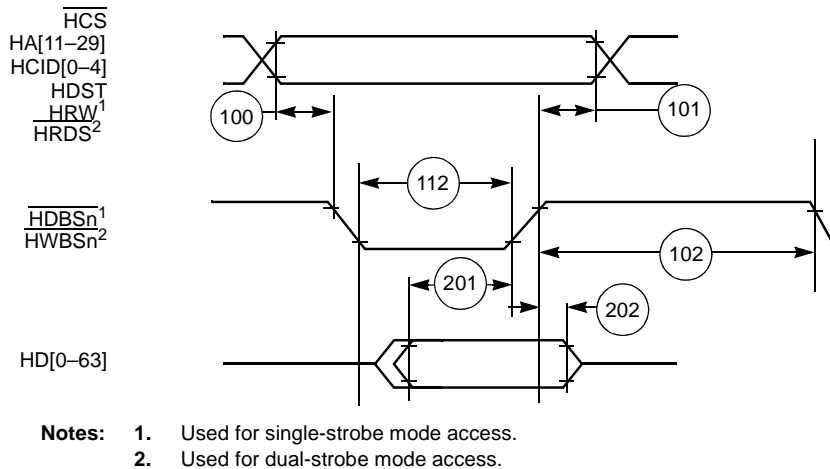 HCS
HA[11–29]
HCID[0–4]
HDST
HRW1
HRDS2
100
101
112
HDBSn1
HWBSn2
102
201
202
HD[0–63]
Notes: 1. Used for single-strobe mode access.
2. Used for dual-strobe mode access.